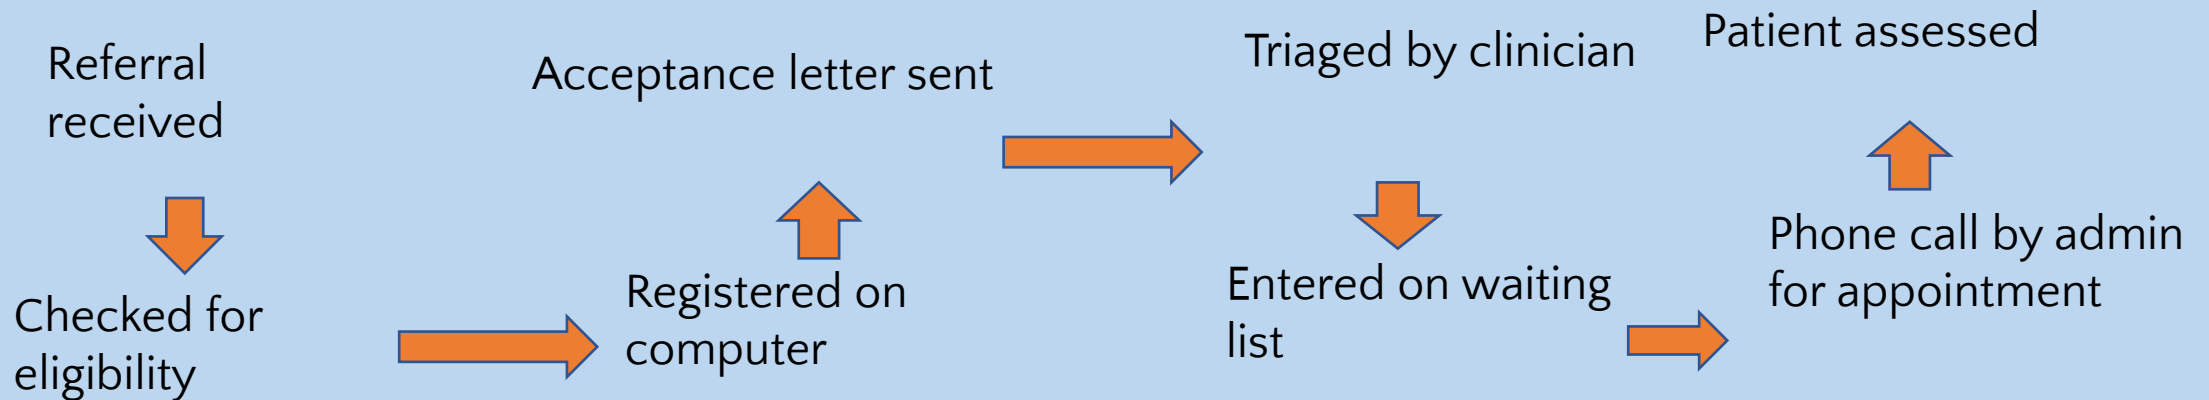 Referral
received
Checked for
eligibility
Registered on
computer
Acceptance letter sent
Triaged by clinician
Entered on waiting
list
Phone call by admin
for appointment
Patient assessed